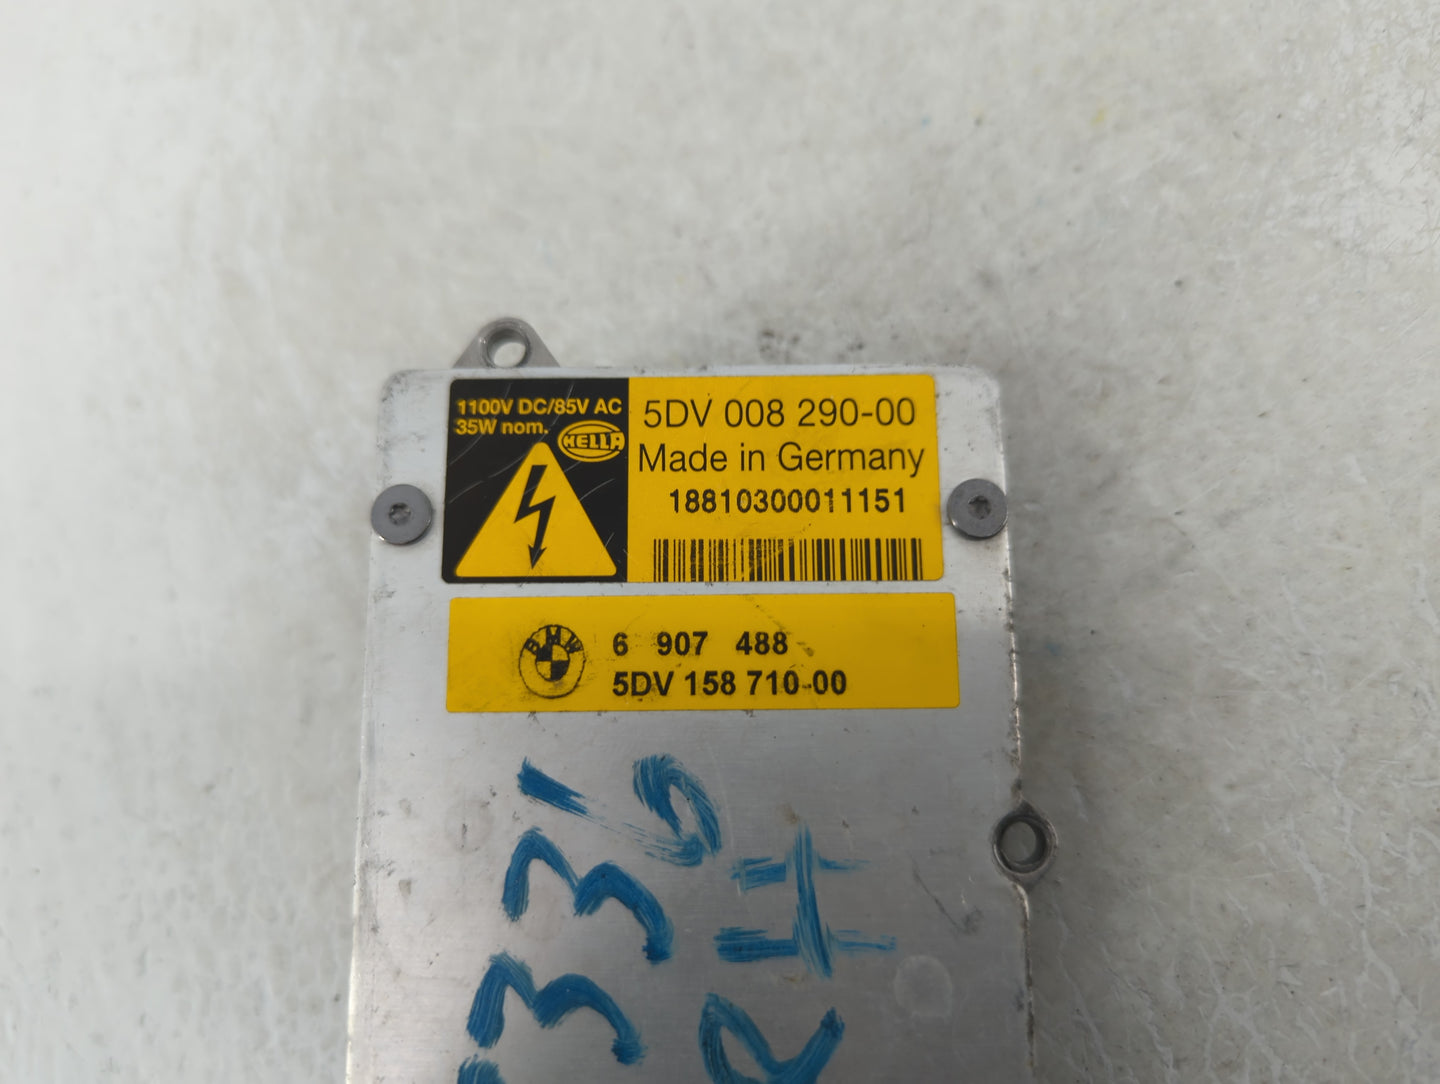 1100V DC/85V AC
35W nom.
HELLA
5DV 008 290-00
Made in Germany
18810300011151
BMW
6 907 488
5DV 158 710-00